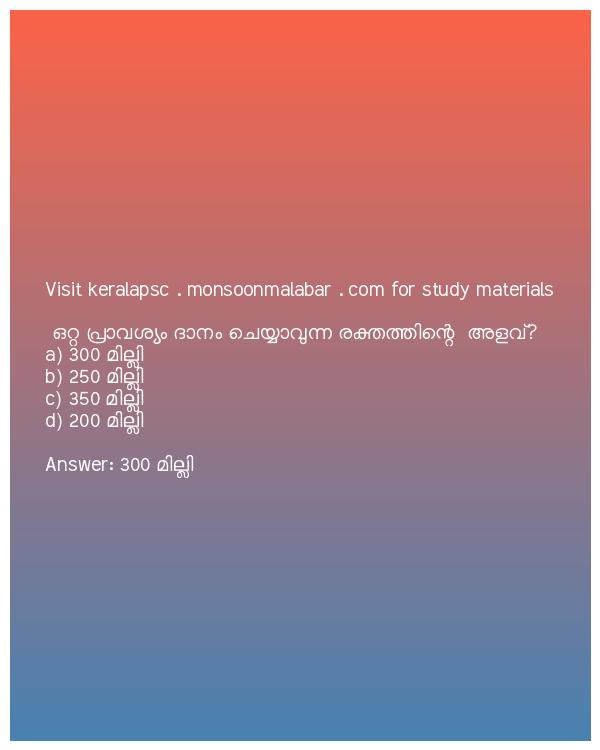 Visit keralapsc . monsoonmalabar . com for study materials
ഒറ്റ പ്രാവശ്യം ദാനം ചെയ്യാവുന്ന രക്തത്തിന്റെ അളവ്?
a) 300 മില്ലി
b) 250 മില്ലി
c) 350 മില്ലി
d) 200 മില്ലി
Answer: 300 മില്ലി